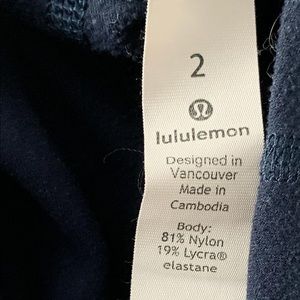 2
lululemon
Designed in
Vancouver
Made in
Cambodia
Body:
81% Nylon
19% Lycra®
elastane